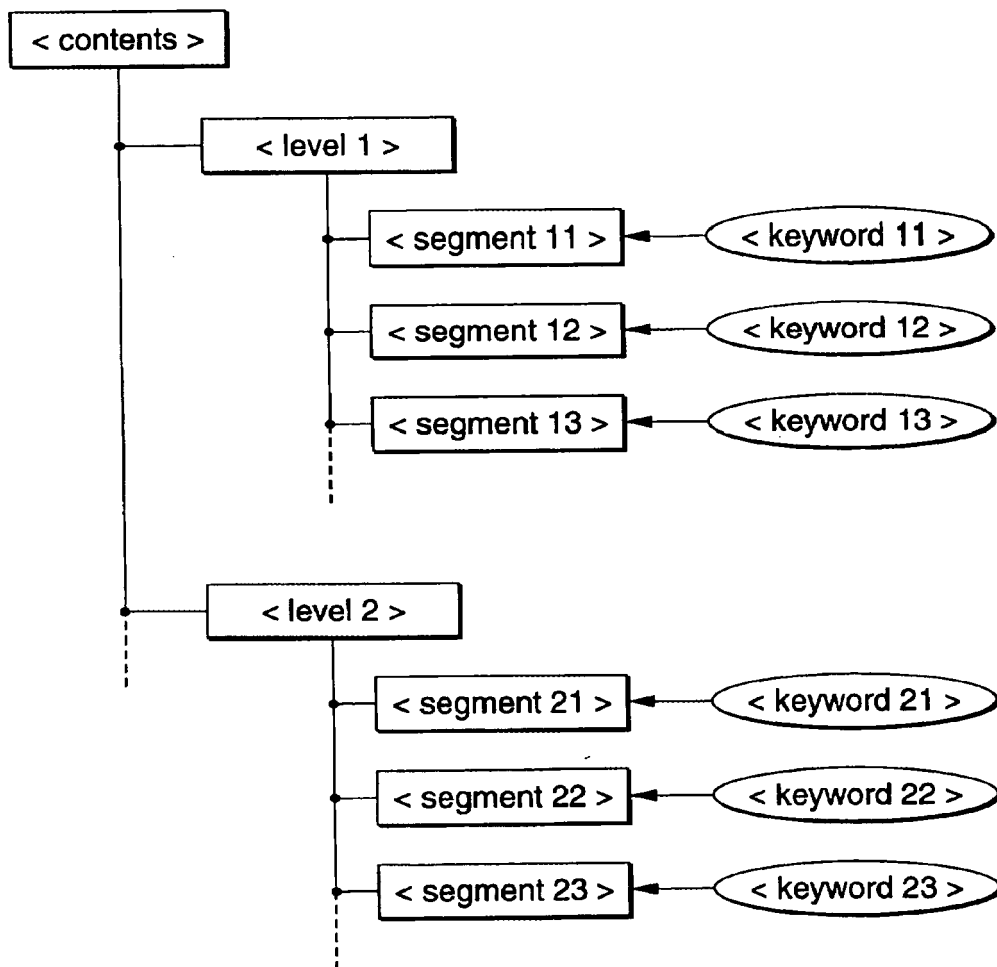 < contents >
< level 1 >
< segment 11 > < keyword 11 >
< segment 12 > < keyword 12 >
< segment 13 > < keyword 13 >
< level 2 >
< segment 21 > < keyword 21 >
< segment 22 > < keyword 22 >
< segment 23 > < keyword 23 >